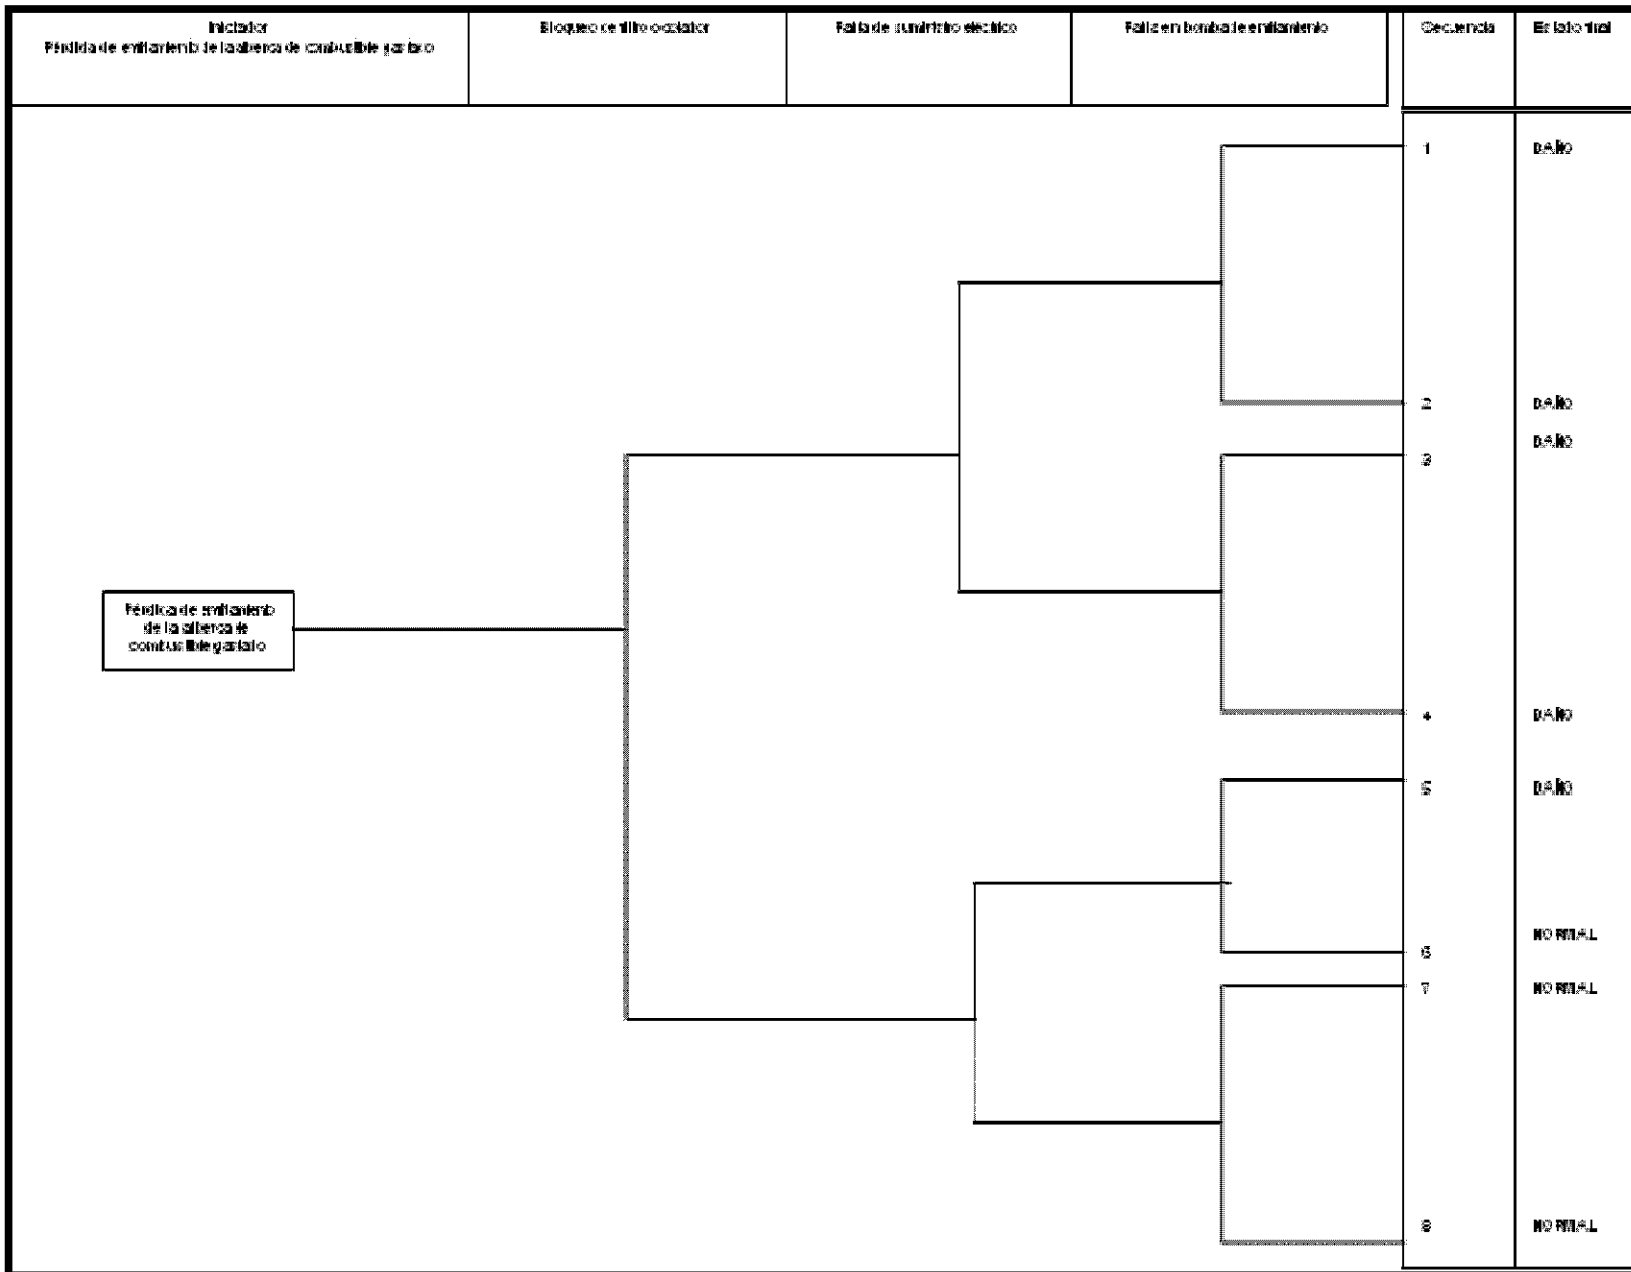 Iniciador
Pérdida de enfriamiento de la alberca de combustible gastado
Bloqueo de filtro
Falla de suministro eléctrico
Falla en bomba de enfriamiento
Secuencia
Estado final
Pérdida de enfriamiento
de la alberca de
combustible gastado
1 DAÑO
2 DAÑO
3 DAÑO
4 DAÑO
5 DAÑO
6 NORMAL
7 NORMAL
8 NORMAL